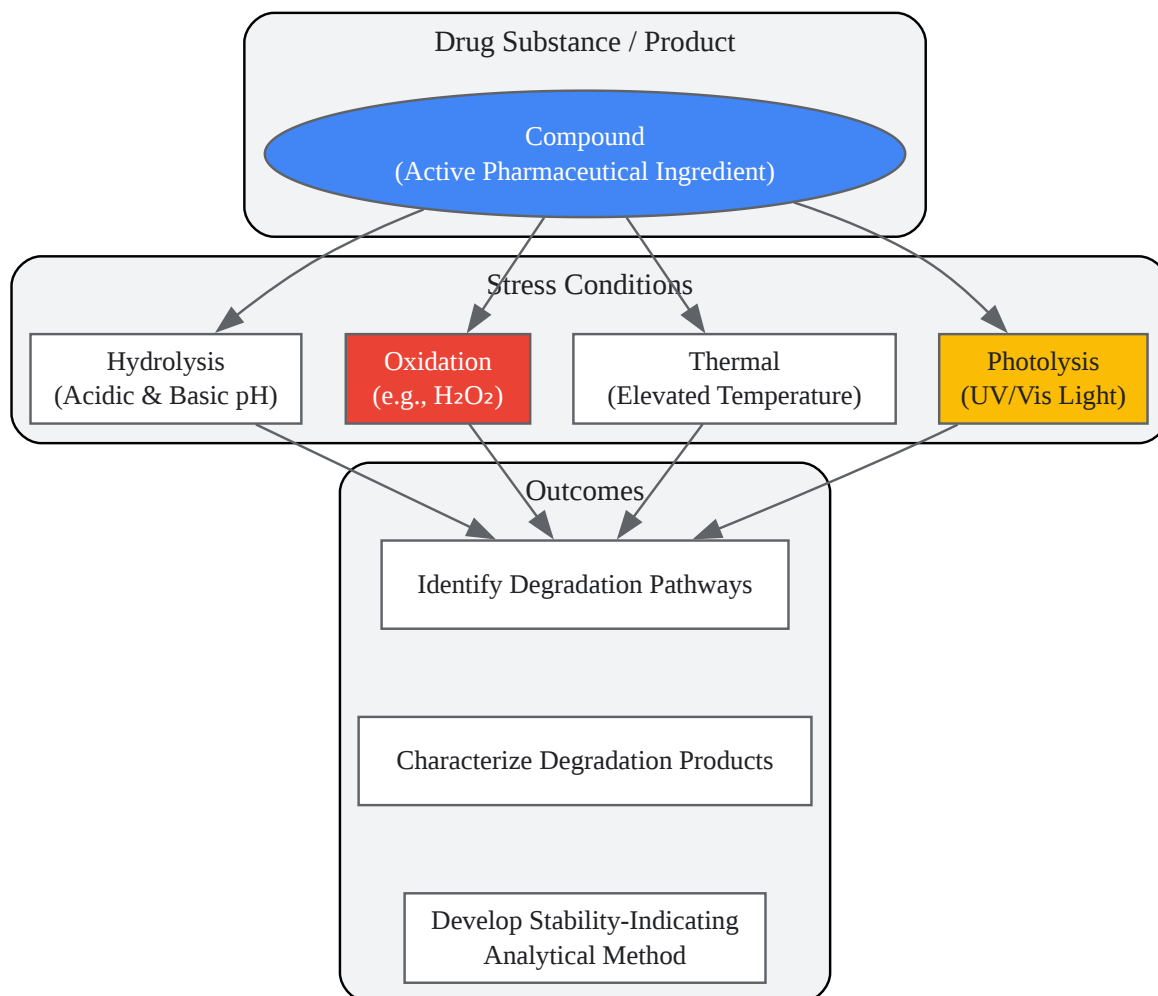 Drug Substance / Product
Compound
(Active Pharmaceutical Ingredient)
Stress Conditions
Hydrolysis
(Acidic & Basic pH)
Oxidation
(e.g., H₂O₂)
Thermal
(Elevated Temperature)
Photolysis
(UV/Vis Light)
Outcomes
Identify Degradation Pathways
Characterize Degradation Products
Develop Stability-Indicating
Analytical Method